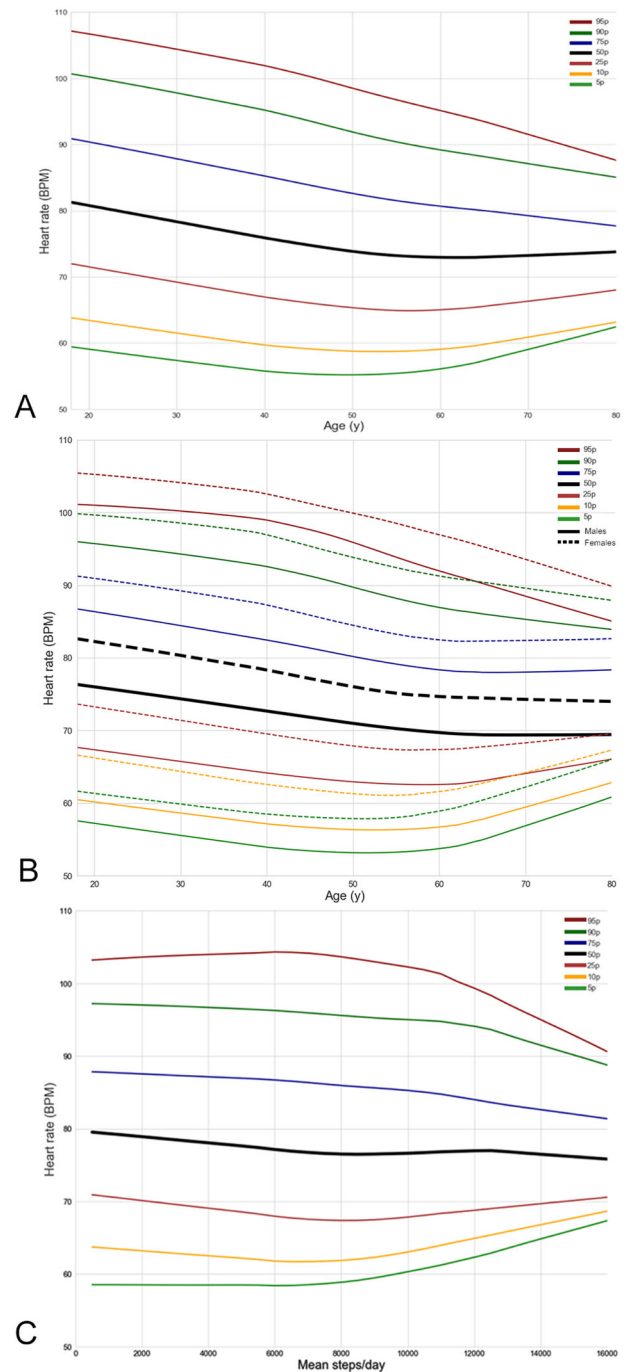 110
95p
90p
75p
50p
25p
10p
5p
100
90
80
70
60
50
Heart rate (BPM)
20 30 40 50 60 70 80
Age (y)
A
110
95p
90p
75p
50p
25p
10p
5p
Males
Females
100
90
80
70
60
50
Heart rate (BPM)
20 30 40 50 60 70 80
Age (y)
B
110
95p
90p
75p
50p
25p
10p
5p
100
90
80
70
60
50
Heart rate (BPM)
0 2000 4000 6000 8000 10000 12000 14000 16000
Mean steps/day
C